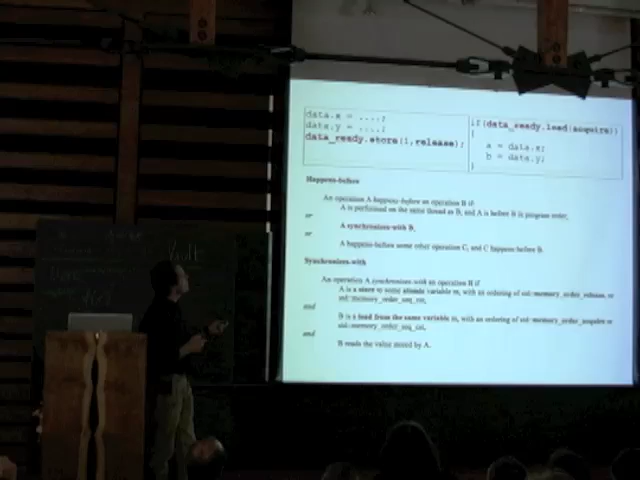 data.x = ....;
data.y = ....;
data_ready.store(1,release);
if(data_ready.load(acquire))
{
a = data.x;
b = data.y;
}
Happens-before
An operation A happens-before an operation B if
A is performed on the same thread as B, and A is before B in program order,
or
A synchronizes-with B,
or
A happens-before some other operation C, and C happens before B.
Synchronizes-with
An operation A synchronizes-with an operation B if
A is a store to some atomic variable m, with an ordering of std::memory_order_release, or
std::memory_order_seq_cst,
and
B is a load from the same variable m, with an ordering of std::memory_order_acquire or
std::memory_order_seq_cst,
and
B reads the value stored by A.